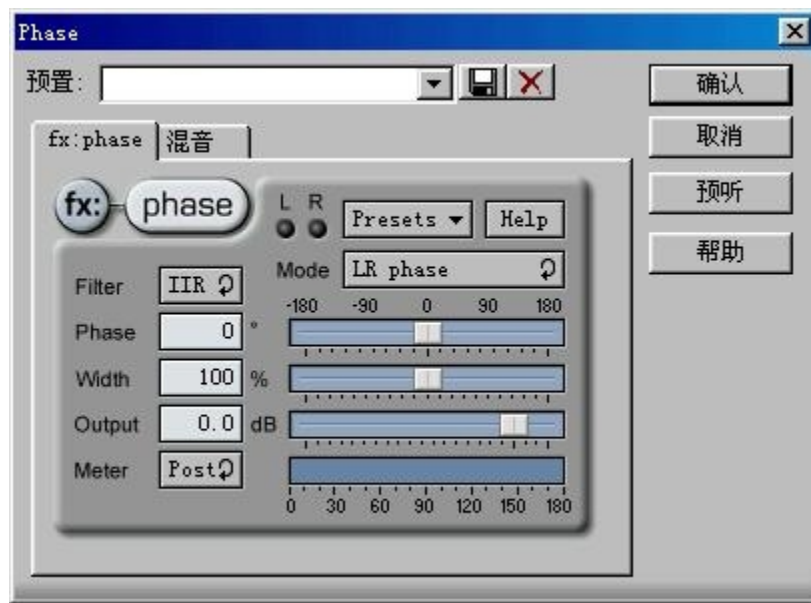 Phase
预置:
确认
fx:phase 混音
取消
fx: phase
L R
Presets Help
预听
Mode LR phase
帮助
Filter IIR
-180 -90 0 90 180
Phase 0 °
Width 100 %
Output 0.0 dB
Meter Post
0 30 60 90 120 150 180